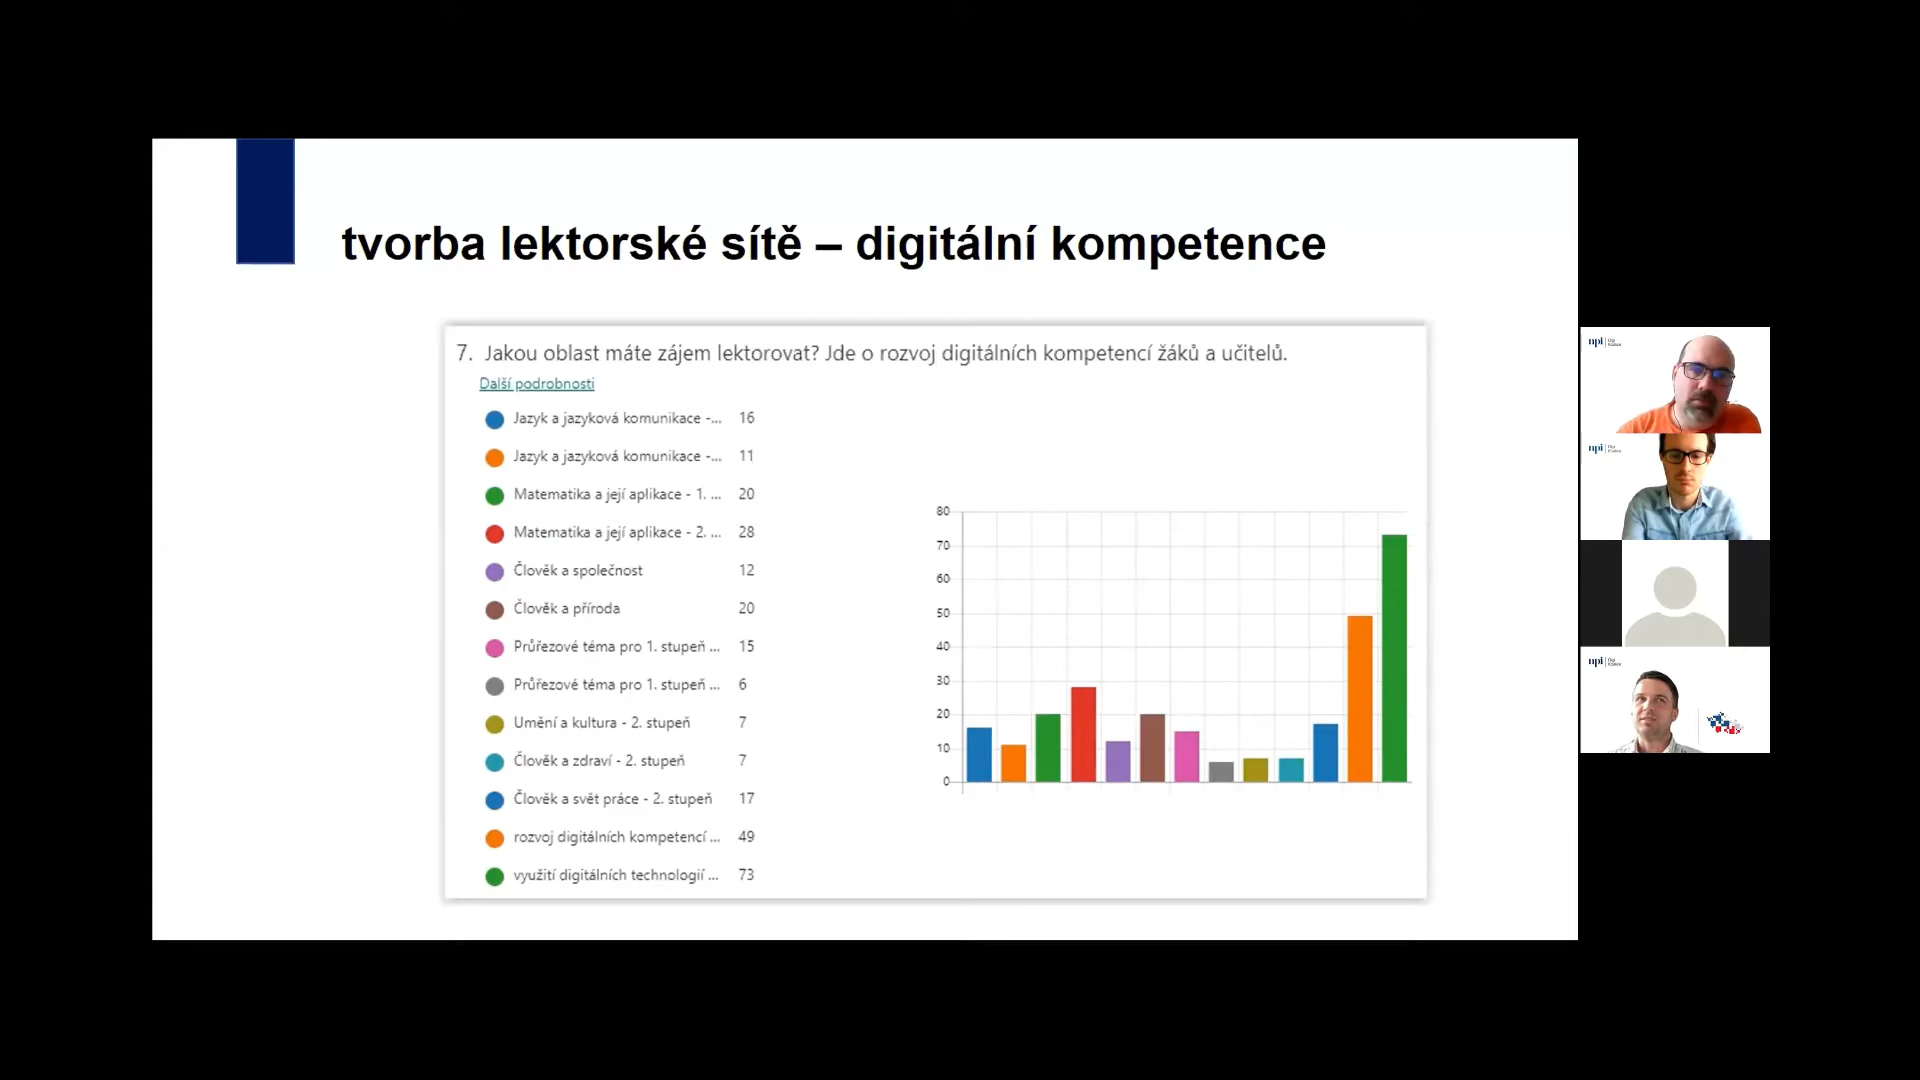 tvorba lektorské sítě – digitální kompetence
7. Jakou oblast máte zájem lektorovat? Jde o rozvoj digitálních kompetencí žáků a učitelů.
Další podrobnosti
Jazyk a jazyková komunikace -... 16
Jazyk a jazyková komunikace -... 11
Matematika a její aplikace - 1. ... 20
Matematika a její aplikace - 2. ... 28
Člověk a společnost 12
Člověk a příroda 20
Průřezové téma pro 1. stupeň ... 15
Průřezové téma pro 1. stupeň ... 6
Umění a kultura - 2. stupeň 7
Člověk a zdraví - 2. stupeň 7
Člověk a svět práce - 2. stupeň 17
rozvoj digitálních kompetencí ... 49
využití digitálních technologií ... 73
80
70
60
50
40
30
20
10
0
npi
npi
npi